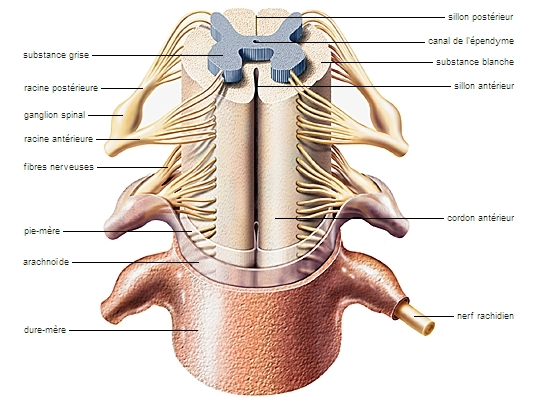 sillon postérieur
canal de l'épendyme
substance grise
substance blanche
sillon antérieur
racine postérieure
ganglion spinal
racine antérieure
fibres nerveuses
cordon antérieur
pie-mère
arachnoïde
nerf rachidien
dure-mère